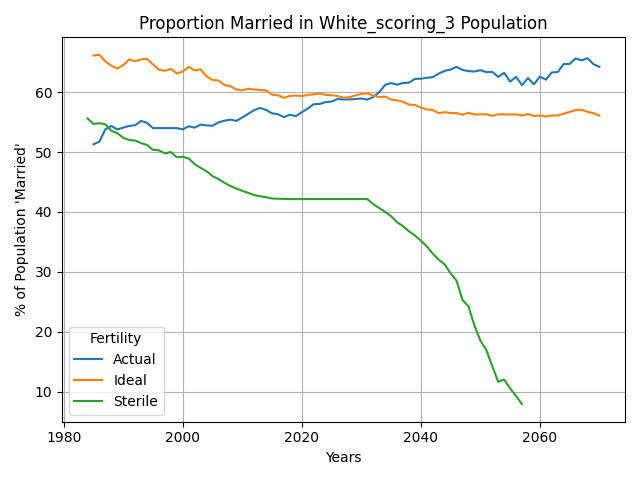 Proportion Married in White_scoring_3 Population
% of Population 'Married'
60
50
40
30
20
10
Fertility
Actual
Ideal
Sterile
1980
2000
2020
2040
2060
Years